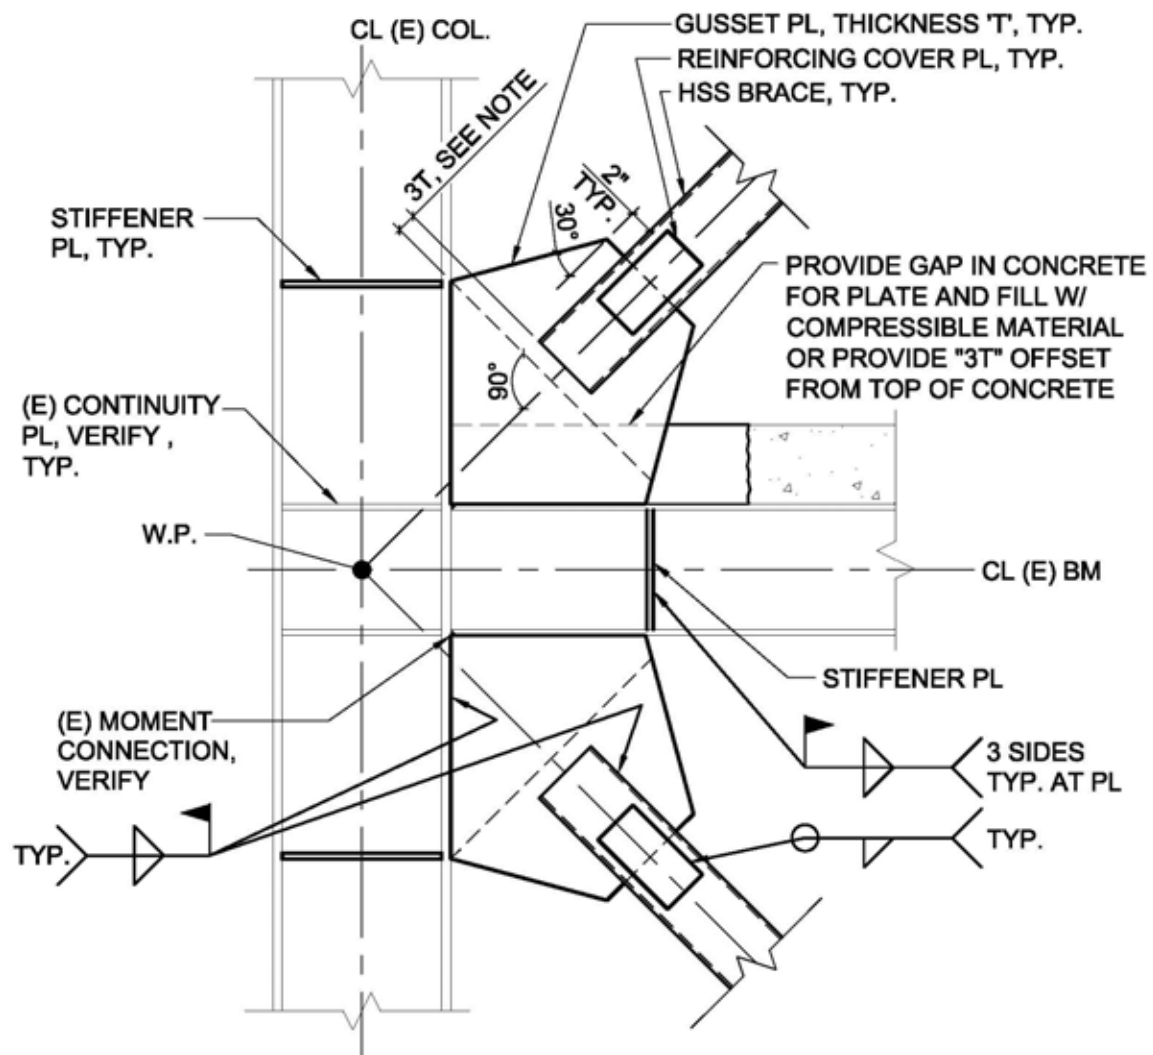 CL (E) COL.
GUSSET PL, THICKNESS 'T', TYP.
REINFORCING COVER PL, TYP.
HSS BRACE, TYP.
3T, SEE NOTE
2"
TYP.
30°
STIFFENER
PL, TYP.
PROVIDE GAP IN CONCRETE
FOR PLATE AND FILL W/
COMPRESSIBLE MATERIAL
OR PROVIDE "3T" OFFSET
FROM TOP OF CONCRETE
90°
(E) CONTINUITY
PL, VERIFY ,
TYP.
W.P.
CL (E) BM
STIFFENER PL
(E) MOMENT
CONNECTION,
VERIFY
3 SIDES
TYP. AT PL
TYP.
TYP.